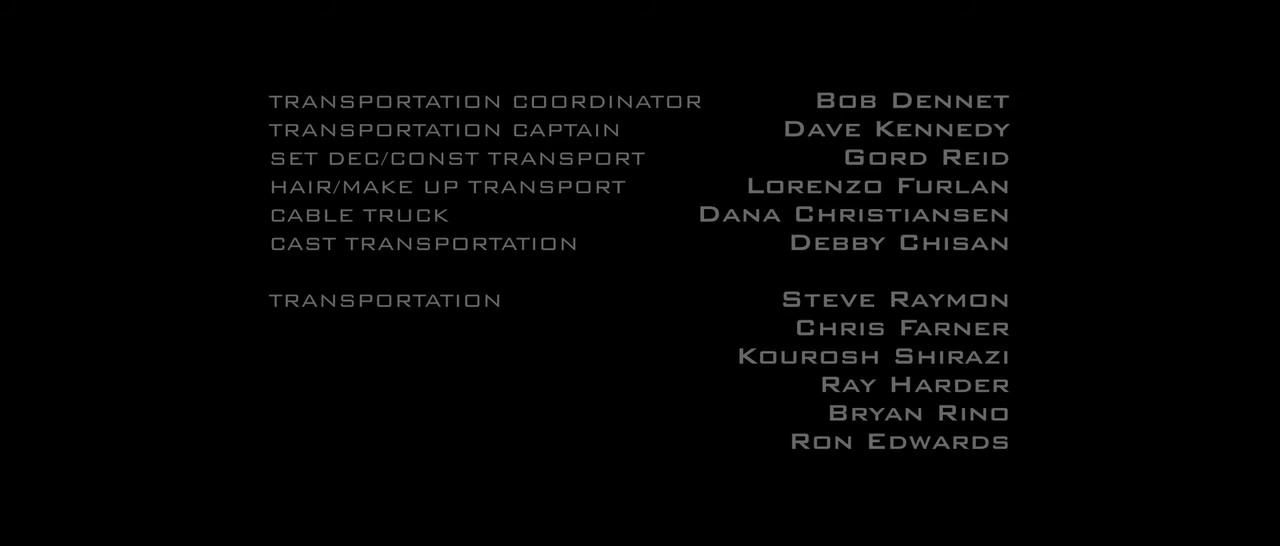 TRANSPORTATION COORDINATOR Bob Dennet
TRANSPORTATION CAPTAIN Dave Kennedy
SET DEC/CONST TRANSPORT Gord Reid
HAIR/MAKE UP TRANSPORT Lorenzo Furlan
CABLE TRUCK Dana Christiansen
CAST TRANSPORTATION Debby Chisan
TRANSPORTATION Steve Raymon
Chris Farner
Kourosh Shirazi
Ray Harder
Bryan Rino
Ron Edwards